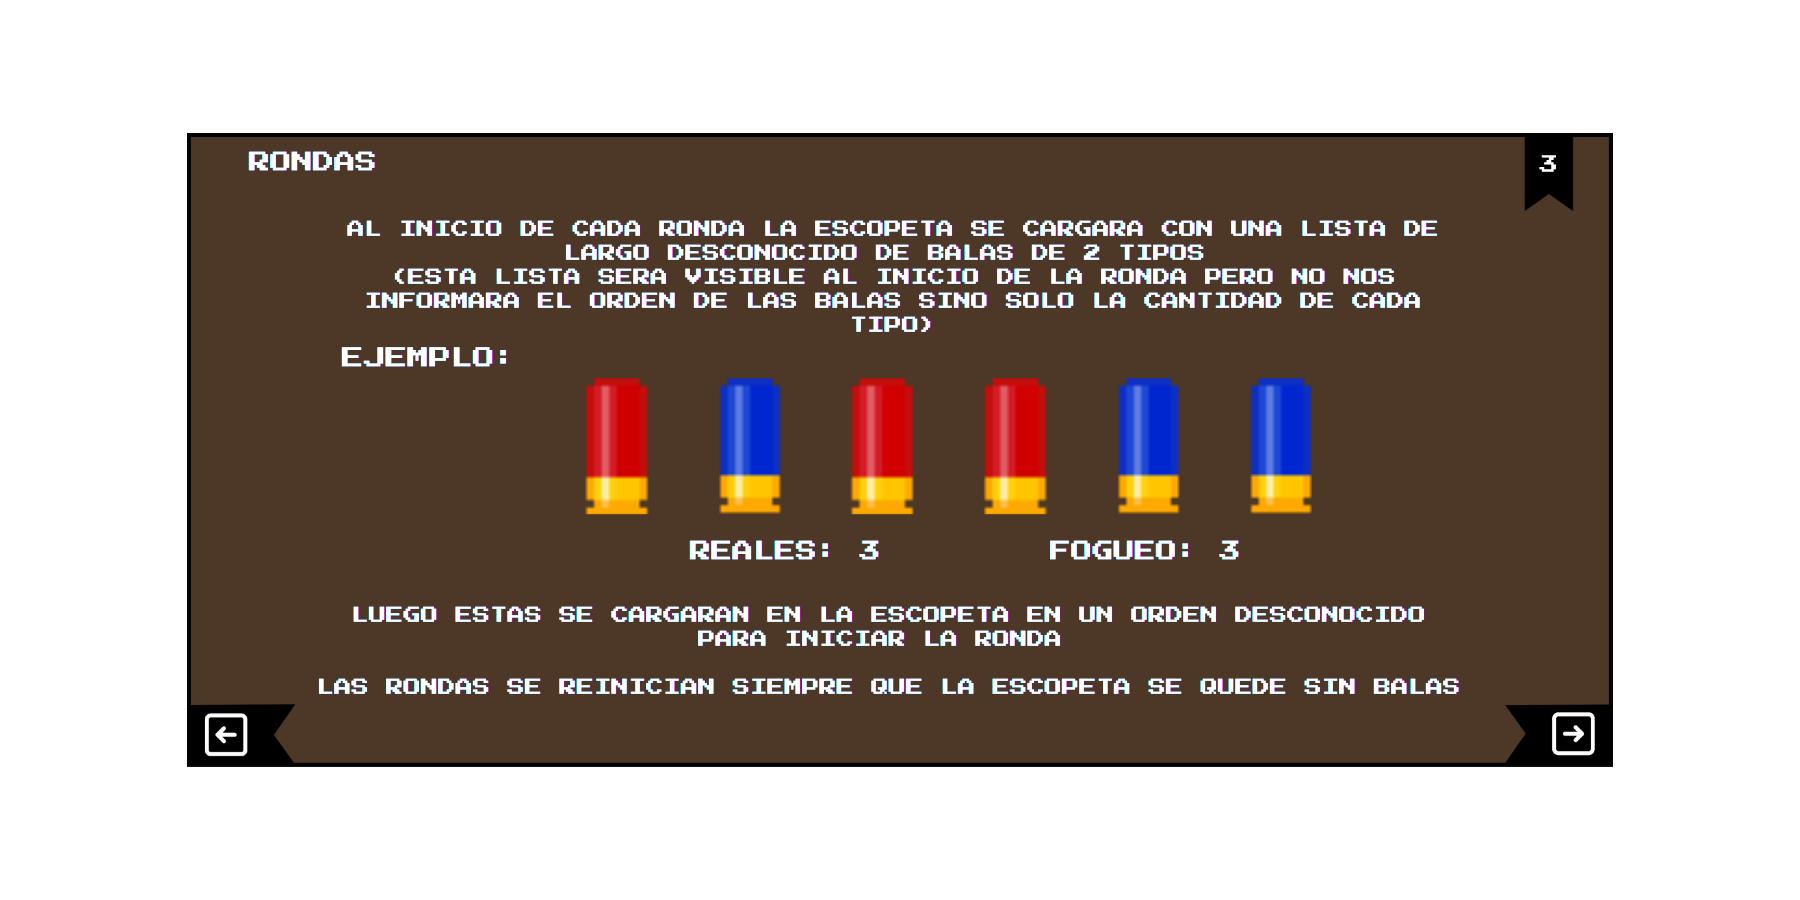 RONDAS
3
AL INICIO DE CADA RONDA LA ESCOPETA SE CARGARA CON UNA LISTA DE
LARGO DESCONOCIDO DE BALAS DE 2 TIPOS
(ESTA LISTA SERA VISIBLE AL INICIO DE LA RONDA PERO NO NOS
INFORMARA EL ORDEN DE LAS BALAS SINO SOLO LA CANTIDAD DE CADA
TIPO)
EJEMPLO:
REALES: 3 FOGUEO: 3
LUEGO ESTAS SE CARGARAN EN LA ESCOPETA EN UN ORDEN DESCONOCIDO
PARA INICIAR LA RONDA
LAS RONDAS SE REINICIAN SIEMPRE QUE LA ESCOPETA SE QUEDE SIN BALAS